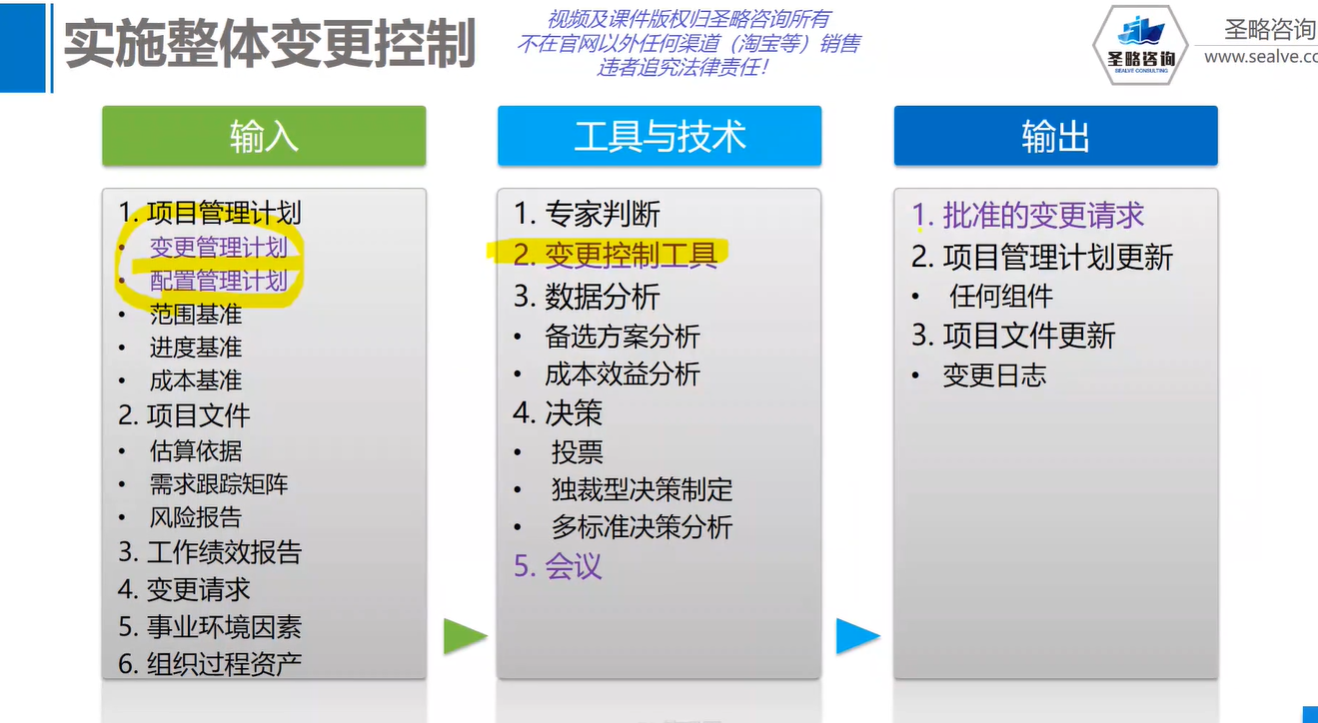 实施整体变更控制
视频及课件版权归圣略咨询所有
不在官网以外任何渠道（淘宝等）销售
违者追究法律责任！
圣略咨询
SEALVE CONSULTING
圣略咨询
www.sealve.co
输入
1. 项目管理计划
• 变更管理计划
• 配置管理计划
• 范围基准
• 进度基准
• 成本基准
2. 项目文件
• 估算依据
• 需求跟踪矩阵
• 风险报告
3. 工作绩效报告
4. 变更请求
5. 事业环境因素
6. 组织过程资产
工具与技术
1. 专家判断
2. 变更控制工具
3. 数据分析
• 备选方案分析
• 成本效益分析
4. 决策
• 投票
• 独裁型决策制定
• 多标准决策分析
5. 会议
输出
1. 批准的变更请求
2. 项目管理计划更新
• 任何组件
3. 项目文件更新
• 变更日志